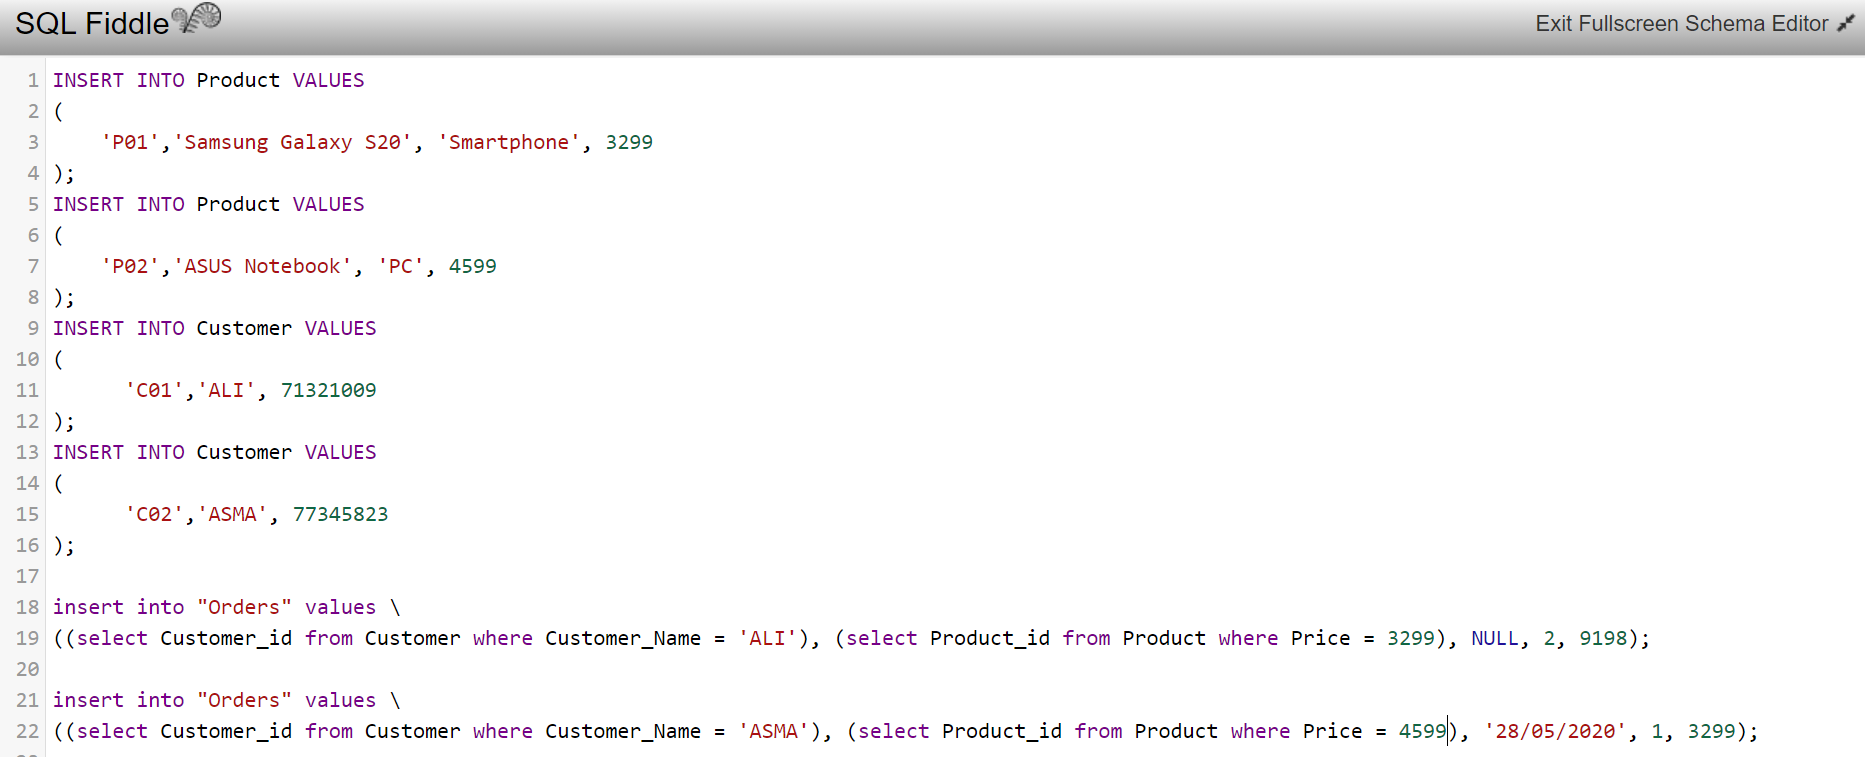 SQL Fiddle
Exit Fullscreen Schema Editor
1 INSERT INTO Product VALUES
2 (
3 'P01','Samsung Galaxy S20', 'Smartphone', 3299
4 );
5 INSERT INTO Product VALUES
6 (
7 'P02','ASUS Notebook', 'PC', 4599
8 );
9 INSERT INTO Customer VALUES
10 (
11 'C01','ALI', 71321009
12 );
13 INSERT INTO Customer VALUES
14 (
15 'C02','ASMA', 77345823
16 );
17
18 insert into "Orders" values \
19 ((select Customer_id from Customer where Customer_Name = 'ALI'), (select Product_id from Product where Price = 3299), NULL, 2, 9198);
20
21 insert into "Orders" values \
22 ((select Customer_id from Customer where Customer_Name = 'ASMA'), (select Product_id from Product where Price = 4599), '28/05/2020', 1, 3299);